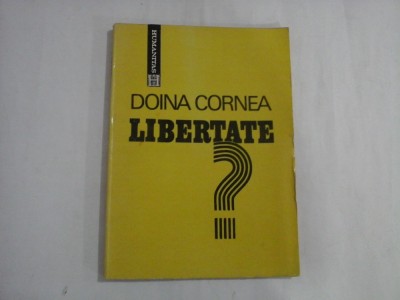 HUMANITAS
DOINA CORNEA
LIBERTATE
?